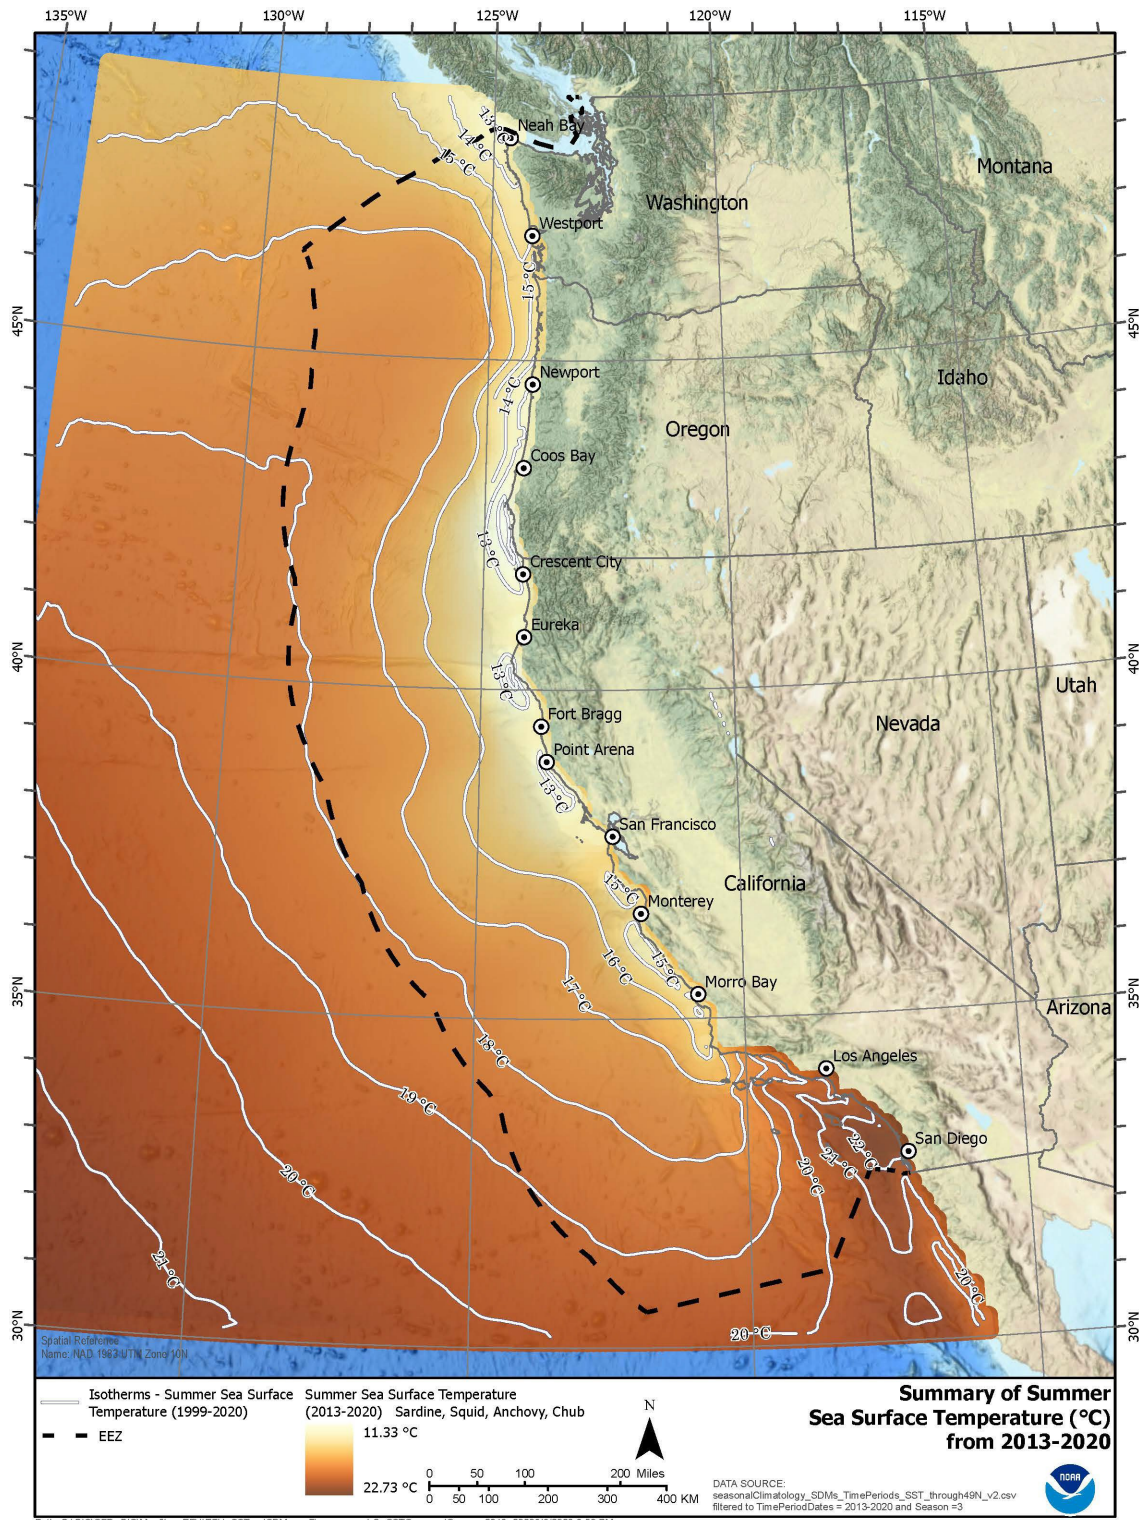 135°W 130°W 125°W 120°W 115°W
13 °C
Neah Bay
14 °C
15 °C
Montana
Washington
Westport
15 °C
45°N
45°N
Newport
Idaho
14 °C
Oregon
Coos Bay
13 °C
Crescent City
Eureka
40°N
40°N
13 °C
Utah
Fort Bragg
Nevada
Point Arena
13 °C
San Francisco
15 °C
California
Monterey
16 °C
15 °C
17 °C
Morro Bay
35°N
35°N
Arizona
18 °C
Los Angeles
19 °C
San Diego
22 °C
21 °C
20 °C
20 °C
21 °C
20 °C
20 °C
30°N
30°N
Spatial Reference
Name: NAD 1983 UTM Zone 10N
Isotherms - Summer Sea Surface
Temperature (1999-2020)
EEZ
Summer Sea Surface Temperature
(2013-2020) Sardine, Squid, Anchovy, Chub
11.33 °C
22.73 °C
N
0 50 100 200 Miles
0 50 100 200 300 400 KM
Summary of Summer
Sea Surface Temperature (°C)
from 2013-2020
DATA SOURCE:
seasonalClimatology_SDMs_TimePeriods_SST_through49N_v2.csv
filtered to TimePeriodDates = 2013-2020 and Season =3
NOAA